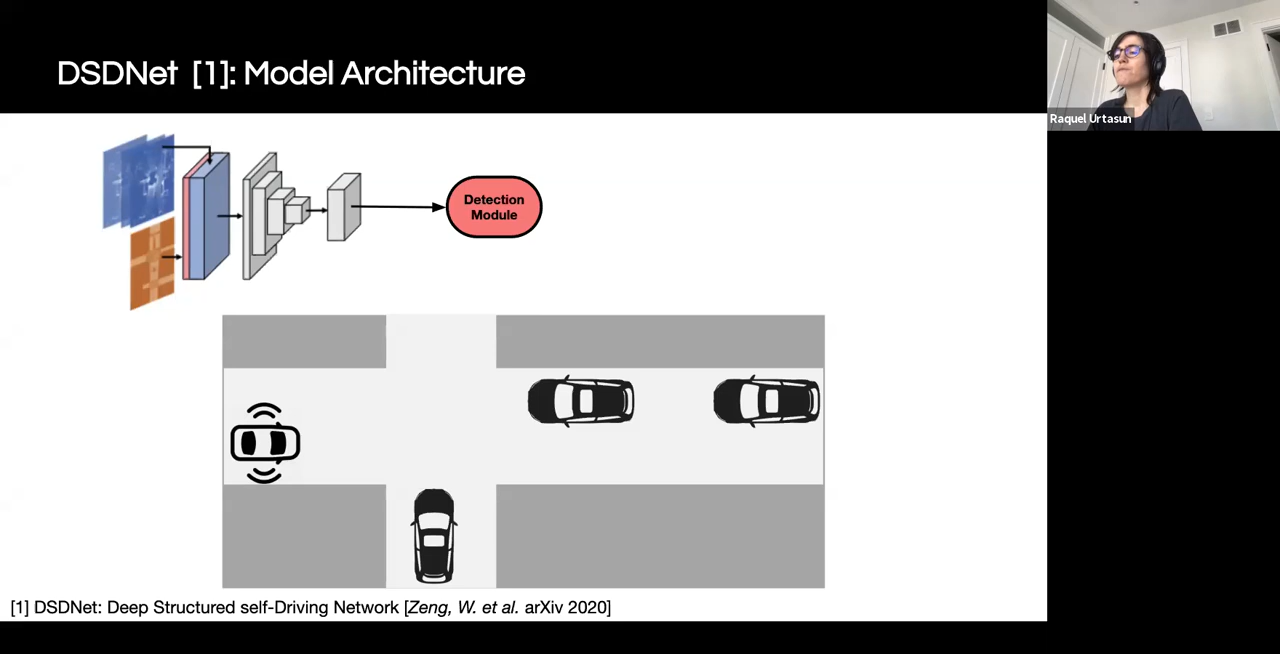 DSDNet [1]: Model Architecture
Raquel Urtasun
Detection
Module
[1] DSDNet: Deep Structured self-Driving Network [Zeng, W. et al. arXiv 2020]